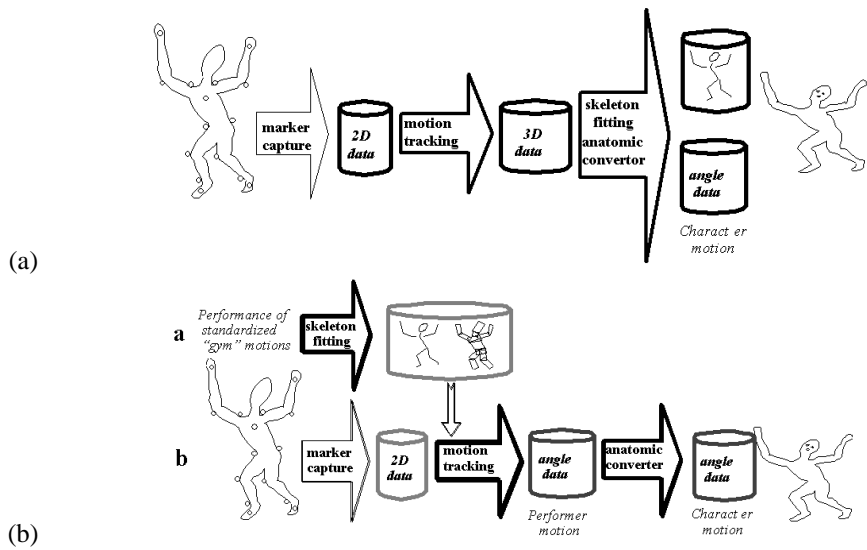 marker
capture
2D
data
motion
tracking
3D
data
skeleton
fitting
anatomic
convertor
angle
data
Charact er
motion
(a)
a
Performance of
standardized
"gym" motions
skeleton
fitting
b
marker
capture
2D
data
motion
tracking
angle
data
Performer
motion
anatomic
converter
angle
data
Charact er
motion
(b)